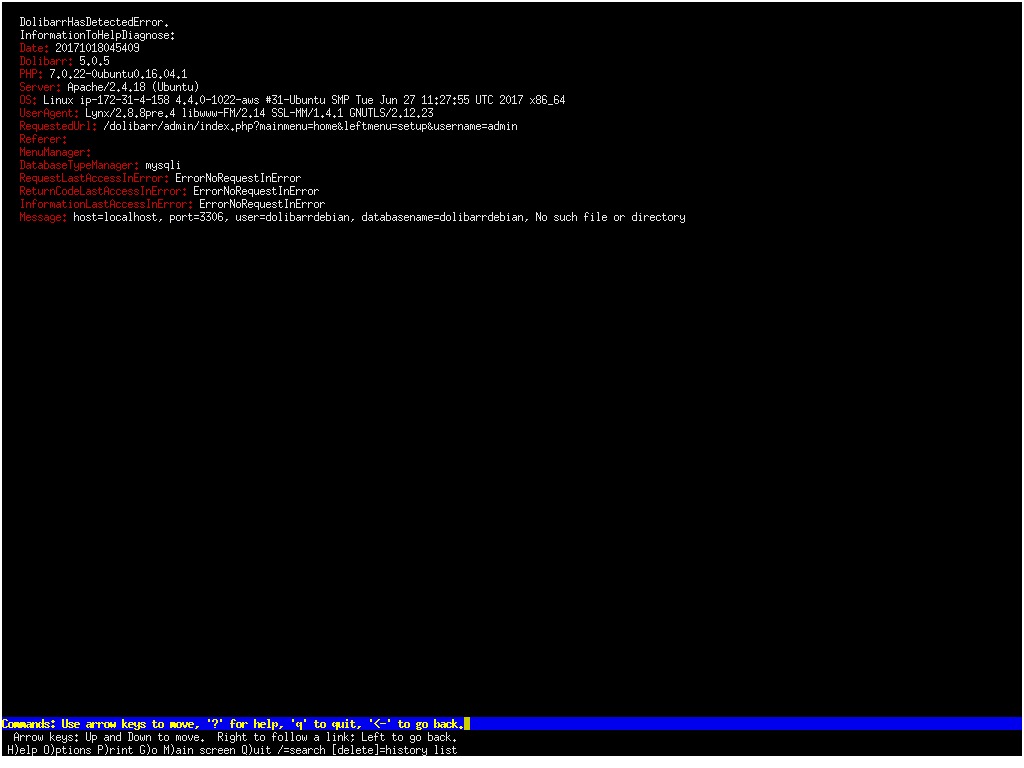 DolibarrHasDetectedError.
InformationToHelpDiagnose:
Date: 20171018045409
Dolibarr: 5.0.5
PHP: 7.0.22-0ubuntu0.16.04.1
Server: Apache/2.4.18 (Ubuntu)
OS: Linux ip-172-31-4-158 4.4.0-1022-aws #31-Ubuntu SMP Tue Jun 27 11:27:55 UTC 2017 x86_64
UserAgent: Lynx/2.8.8pre.4 libwww-FM/2.14 SSL-MM/1.4.1 GNUTLS/2.12.23
RequestedUrl: /dolibarr/admin/index.php?mainmenu=home&leftmenu=setup&username=admin
Referer:
MenuManager:
DatabaseTypeManager: mysqli
RequestLastAccessInError: ErrorNoRequestInError
ReturnCodeLastAccessInError: ErrorNoRequestInError
InformationLastAccessInError: ErrorNoRequestInError
Message: host=localhost, port=3306, user=dolibarrdebian, databasename=dolibarrdebian, No such file or directory
Commands: Use arrow keys to move, '?' for help, 'q' to quit, '<-' to go back.
Arrow keys: Up and Down to move.  Right to follow a link; Left to go back.
H)elp O)ptions P)rint G)o M)ain screen Q)uit /=search [delete]=history list